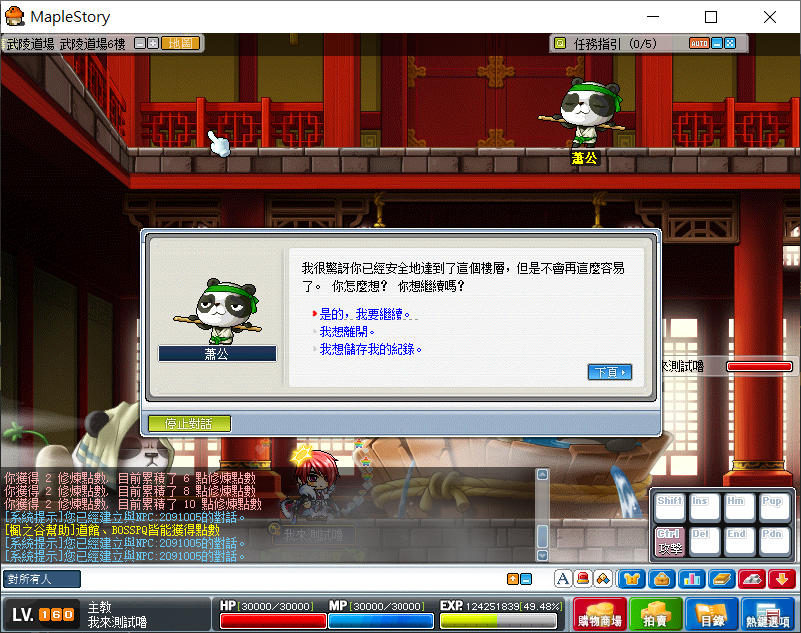 MapleStory
武陵道場 武陵道場6樓
地圖
任務指引 (0/5)
AUTO
蕭公
我很驚訝你已經安全地達到了這個樓層，但是不會再這麼容易
了。 你怎麼想? 你想繼續嗎?
是的，我要繼續。
我想離開。
我想儲存我的紀錄。
蕭公
下頁
來測試嚕
停止對話
你獲得 2 修煉點數, 目前累積了 6 點修煉點數
你獲得 2 修煉點數, 目前累積了 8 點修煉點數
你獲得 2 修煉點數, 目前累積了 10 點修煉點數
[系統提示]您已經建立與NPC:2091005的對話。
[楓之谷幫助]道館、BOSSPQ皆能獲得點數
[系統提示]您已經建立與NPC:2091005的對話。
[系統提示]您已經建立與NPC:2091005的對話。
我來測試嚕
Shift Ins Hm Pup
Ctrl Del End Pdn
攻擊
對所有人
A
LV. 160
主教
我來測試嚕
HP[30000/30000] MP[30000/30000] EXP 124251839[49.48%]
購物商場
拍賣
目錄
熱鍵選項